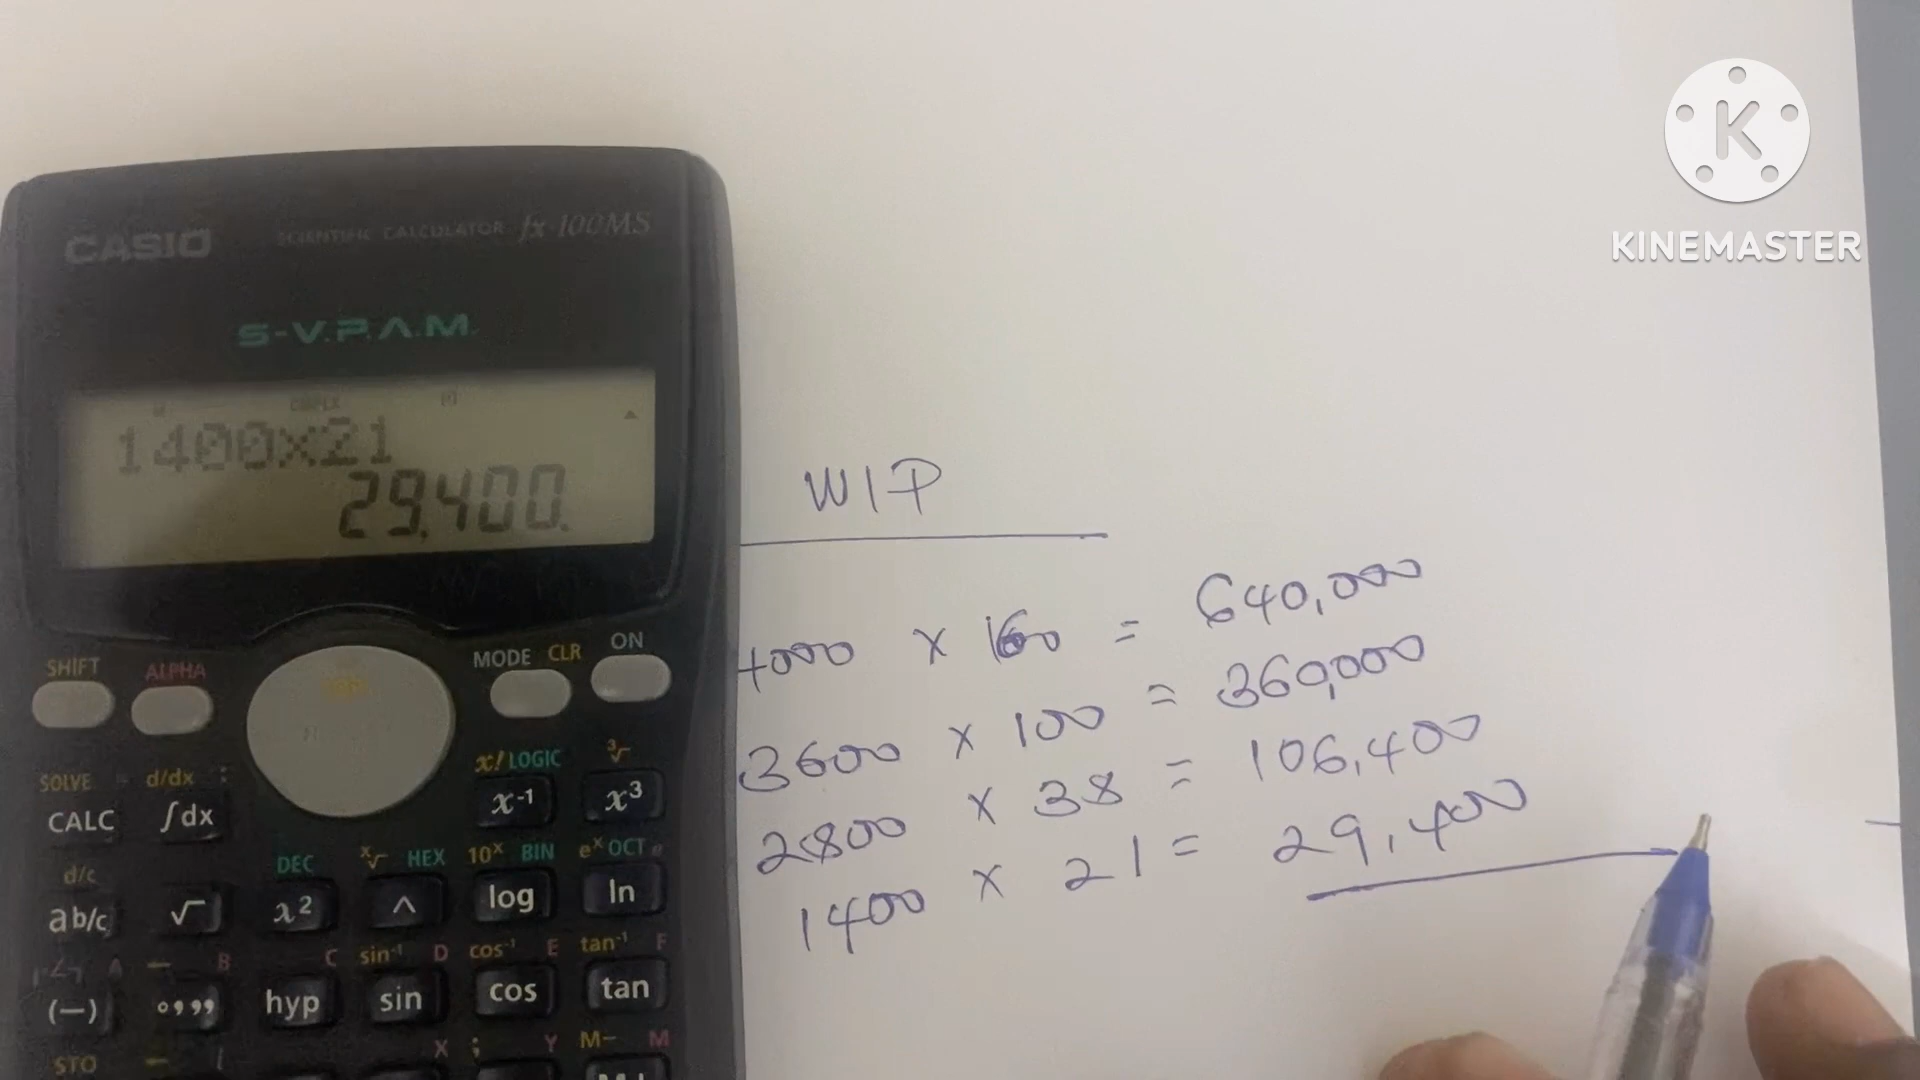 KINEMASTER
CASIO
SCIENTIFIC CALCULATOR fx-100MS
S-V.P.A.M.
1400x21
29,400.
WIP
4000 x 160 = 640,000
3600 x 100 = 360,000
2800 x 38 = 106,400
1400 x 21 = 29,400
SHIFT ALPHA MODE CLR ON
SOLVE d/dx : x! LOGIC ³√
CALC ∫dx x⁻¹ x³
d/c DEC ˣ√ HEX 10ˣ BIN eˣ OCT e
ab/c √ x² ^ log ln
A B C sin⁻¹ D cos⁻¹ E tan⁻¹ F
(−) °,,, hyp sin cos tan
STO X ; Y M− M